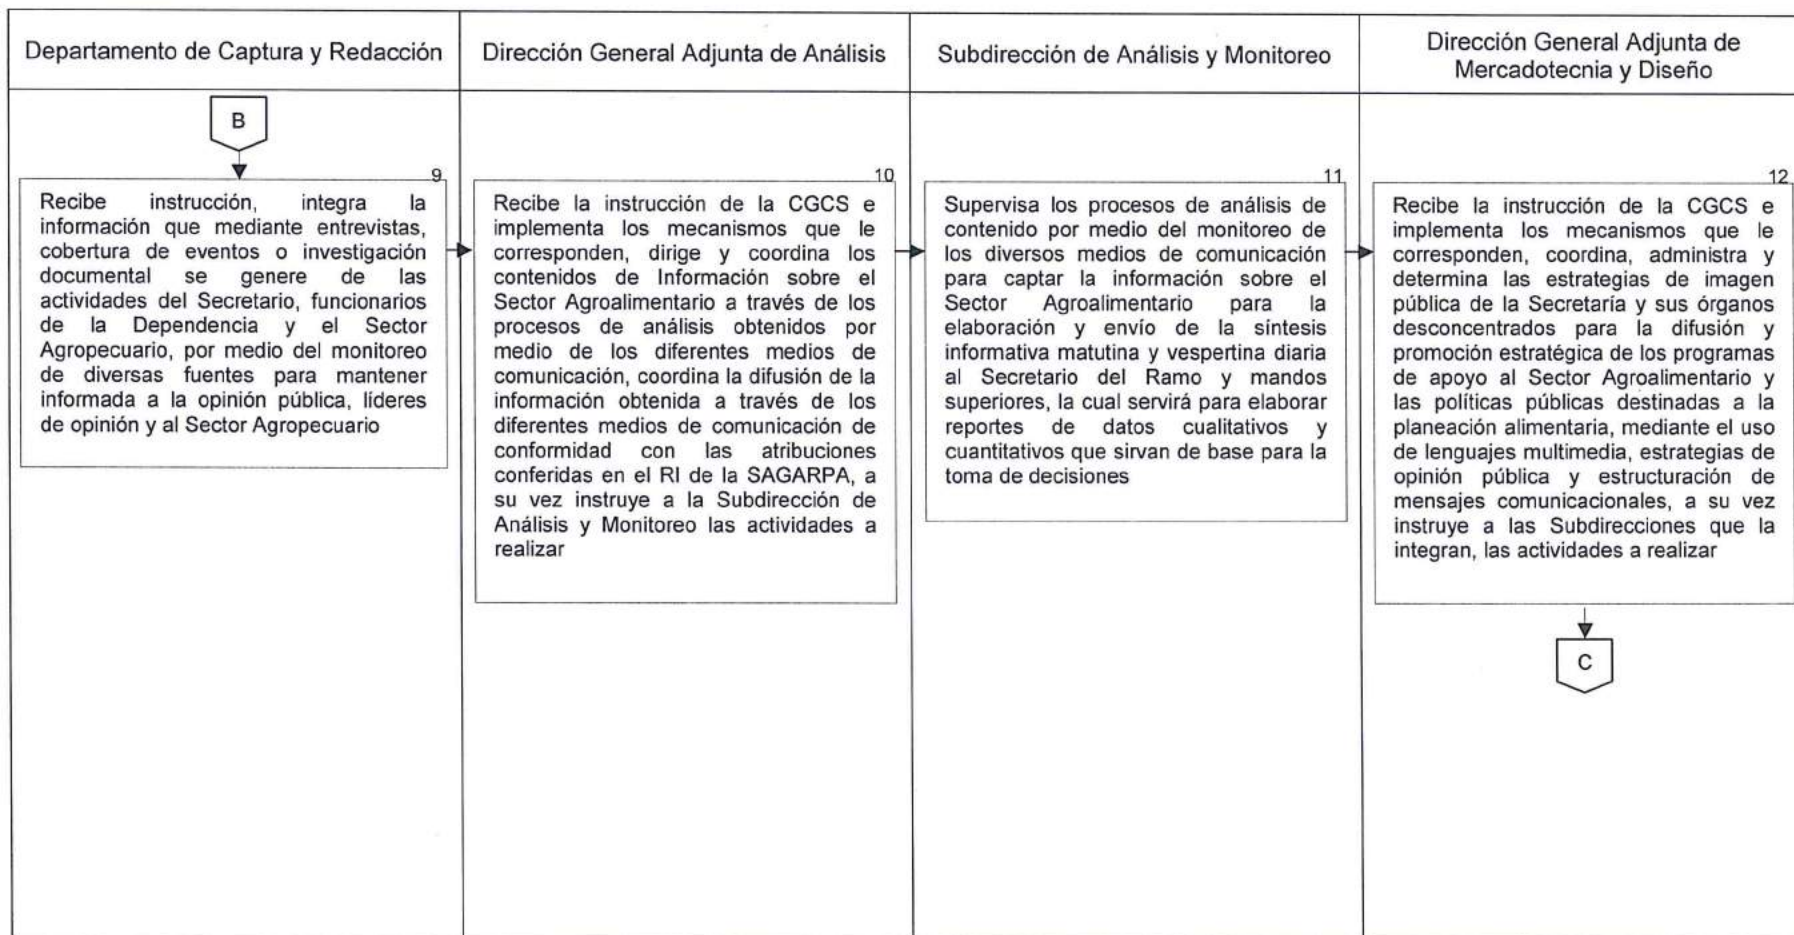 Departamento de Captura y Redacción
Dirección General Adjunta de Análisis
Subdirección de Análisis y Monitoreo
Dirección General Adjunta de
Mercadotecnia y Diseño
B
9
Recibe instrucción, integra la
información que mediante entrevistas,
cobertura de eventos o investigación
documental se genere de las
actividades del Secretario, funcionarios
de la Dependencia y el Sector
Agropecuario, por medio del monitoreo
de diversas fuentes para mantener
informada a la opinión pública, líderes
de opinión y al Sector Agropecuario
10
Recibe la instrucción de la CGCS e
implementa los mecanismos que le
corresponden, dirige y coordina los
contenidos de Información sobre el
Sector Agroalimentario a través de los
procesos de análisis obtenidos por
medio de los diferentes medios de
comunicación, coordina la difusión de la
información obtenida a través de los
diferentes medios de comunicación de
conformidad con las atribuciones
conferidas en el RI de la SAGARPA, a
su vez instruye a la Subdirección de
Análisis y Monitoreo las actividades a
realizar
11
Supervisa los procesos de análisis de
contenido por medio del monitoreo de
los diversos medios de comunicación
para captar la información sobre el
Sector Agroalimentario para la
elaboración y envío de la síntesis
informativa matutina y vespertina diaria
al Secretario del Ramo y mandos
superiores, la cual servirá para elaborar
reportes de datos cualitativos y
cuantitativos que sirvan de base para la
toma de decisiones
12
Recibe la instrucción de la CGCS e
implementa los mecanismos que le
corresponden, coordina, administra y
determina las estrategias de imagen
pública de la Secretaría y sus órganos
desconcentrados para la difusión y
promoción estratégica de los programas
de apoyo al Sector Agroalimentario y
las políticas públicas destinadas a la
planeación alimentaria, mediante el uso
de lenguajes multimedia, estrategias de
opinión pública y estructuración de
mensajes comunicacionales, a su vez
instruye a las Subdirecciones que la
integran, las actividades a realizar
C